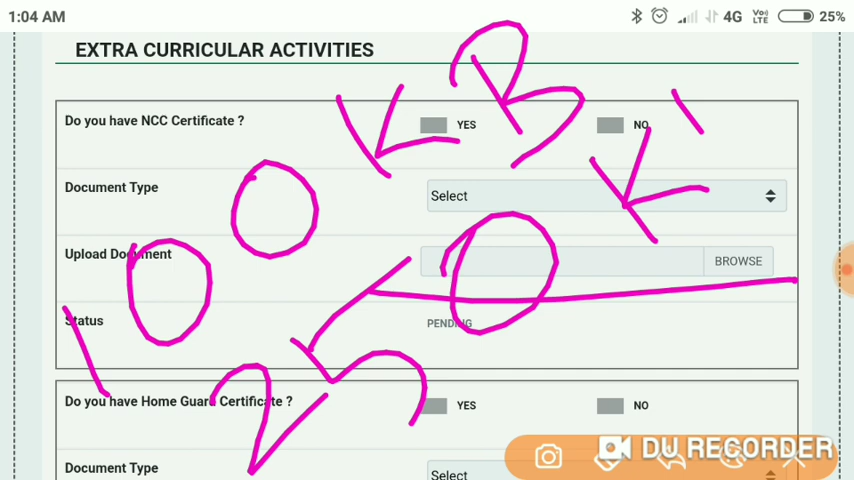 1:04 AM 4G VoLTE 25%
EXTRA CURRICULAR ACTIVITIES
Do you have NCC Certificate ? YES NO
Document Type Select
Upload Document BROWSE
Status PENDING
Do you have Home Guard Certificate ? YES NO
Document Type Select
DU RECORDER